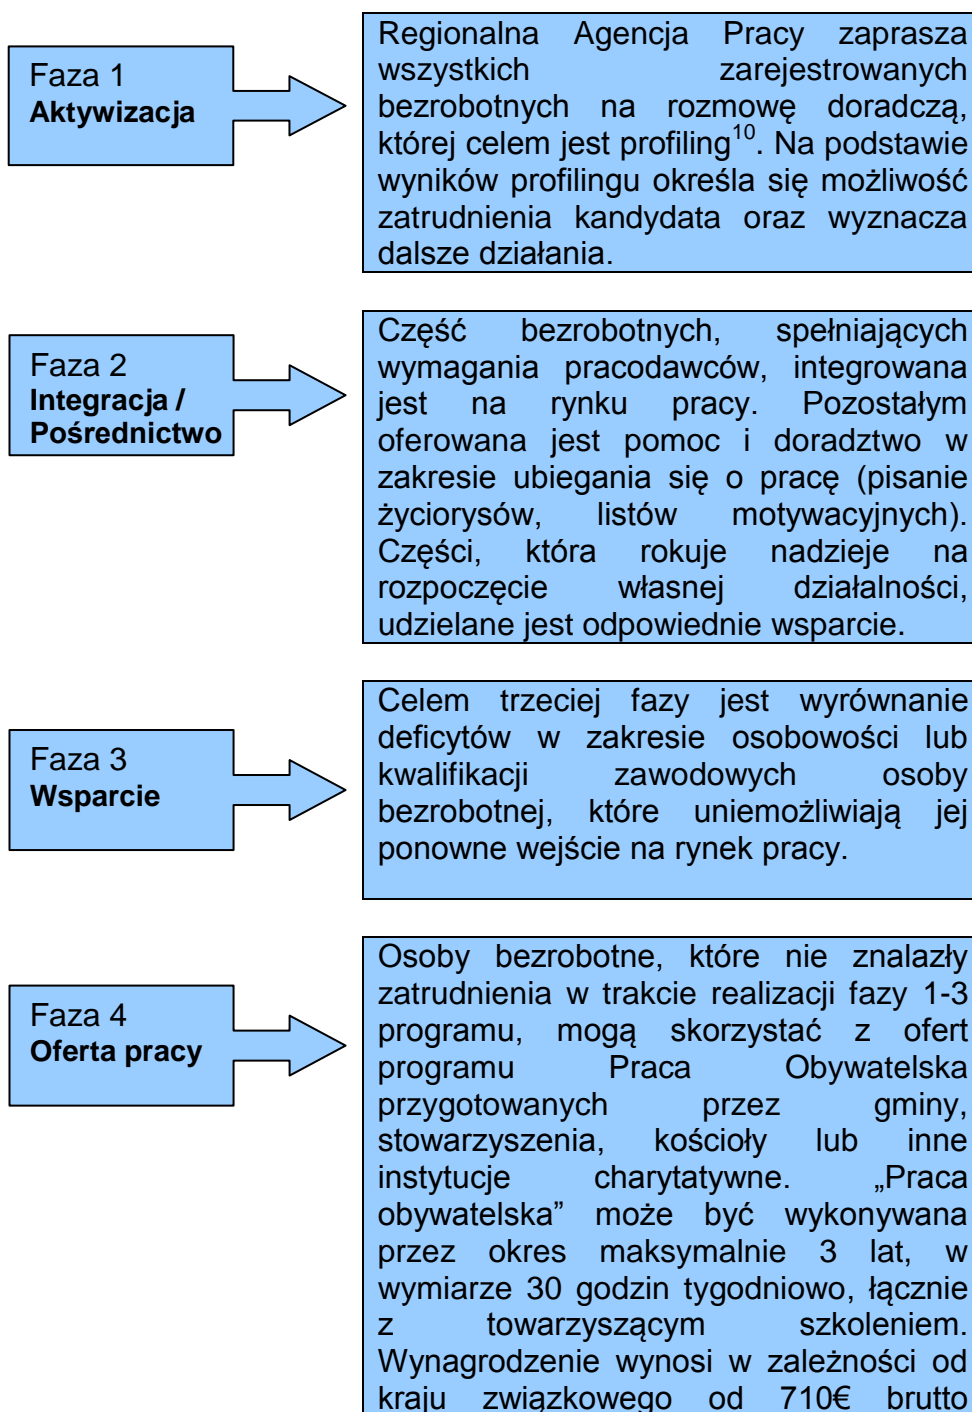 Faza 1
Aktywizacja
Regionalna Agencja Pracy zaprasza
wszystkich zarejestrowanych
bezrobotnych na rozmowę doradczą,
której celem jest profiling10. Na podstawie
wyników profilingu określa się możliwość
zatrudnienia kandydata oraz wyznacza
dalsze działania.
Faza 2
Integracja /
Pośrednictwo
Część bezrobotnych, spełniających
wymagania pracodawców, integrowana
jest na rynku pracy. Pozostałym
oferowana jest pomoc i doradztwo w
zakresie ubiegania się o pracę (pisanie
życiorysów, listów motywacyjnych).
Części, która rokuje nadzieje na
rozpoczęcie własnej działalności,
udzielane jest odpowiednie wsparcie.
Faza 3
Wsparcie
Celem trzeciej fazy jest wyrównanie
deficytów w zakresie osobowości lub
kwalifikacji zawodowych osoby
bezrobotnej, które uniemożliwiają jej
ponowne wejście na rynek pracy.
Faza 4
Oferta pracy
Osoby bezrobotne, które nie znalazły
zatrudnienia w trakcie realizacji fazy 1-3
programu, mogą skorzystać z ofert
programu Praca Obywatelska
przygotowanych przez gminy,
stowarzyszenia, kościoły lub inne
instytucje charytatywne. „Praca
obywatelska” może być wykonywana
przez okres maksymalnie 3 lat, w
wymiarze 30 godzin tygodniowo, łącznie
z towarzyszącym szkoleniem.
Wynagrodzenie wynosi w zależności od
kraju związkowego od 710€ brutto